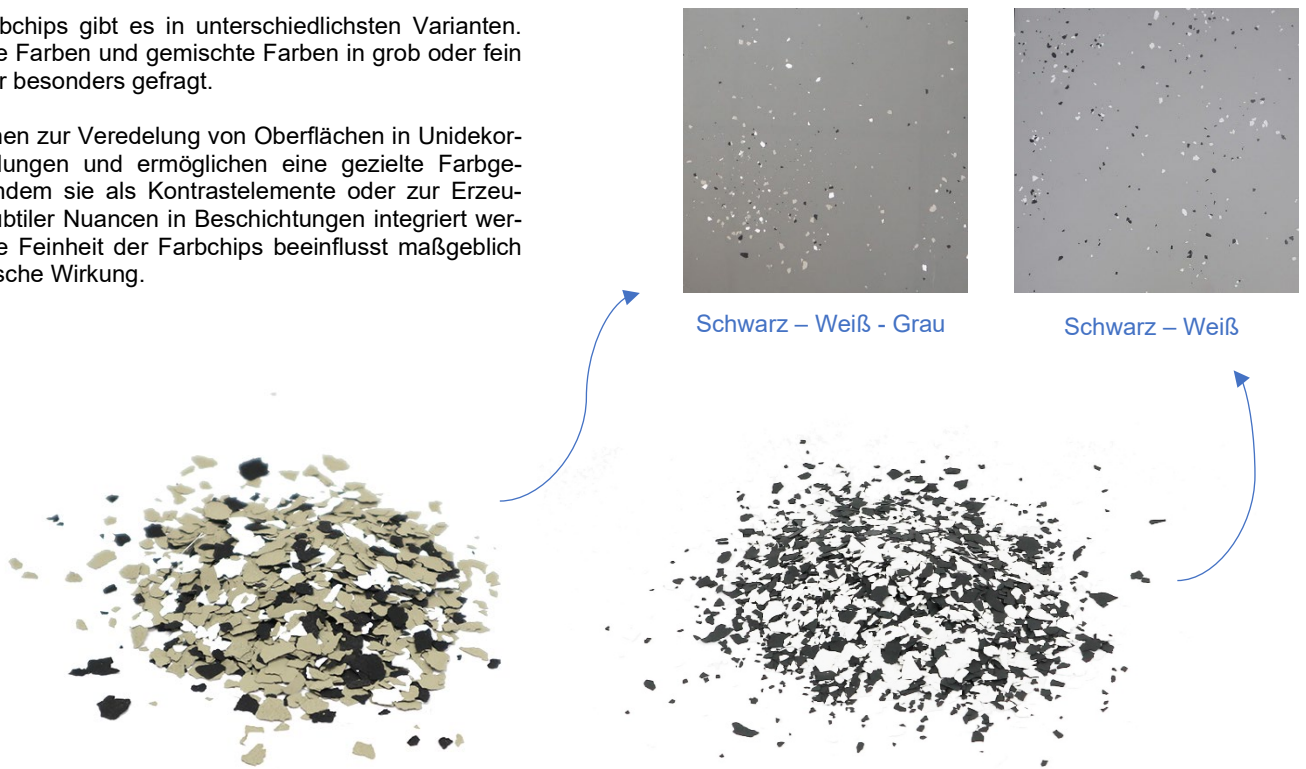 bchips gibt es in unterschiedlichsten Varianten.
e Farben und gemischte Farben in grob oder fein
r besonders gefragt.
nen zur Veredelung von Oberflächen in Unidekor-
lungen und ermöglichen eine gezielte Farbge-
ndem sie als Kontrastelemente oder zur Erzeu-
ubtiler Nuancen in Beschichtungen integriert wer-
e Feinheit der Farbchips beeinflusst maßgeblich
sche Wirkung.
Schwarz – Weiß - Grau
Schwarz – Weiß